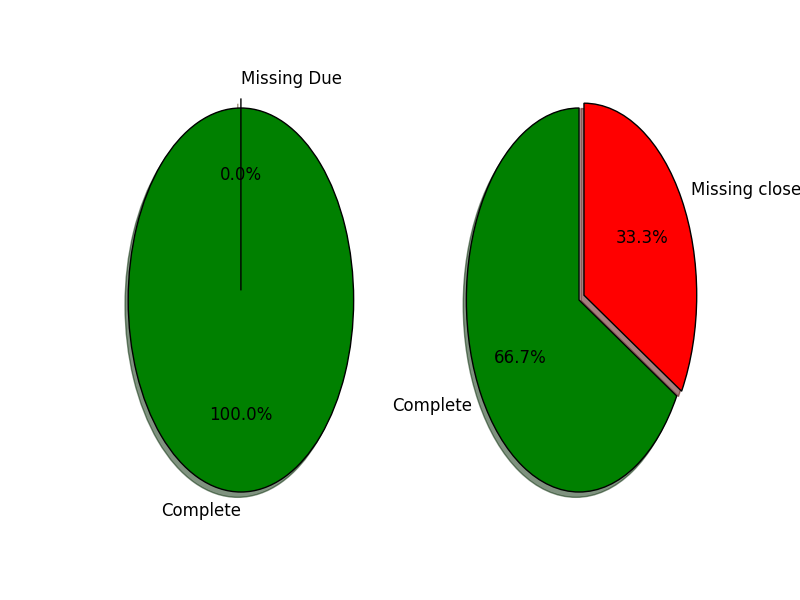 Missing Due
0.0%
100.0%
Complete
Missing close
33.3%
66.7%
Complete